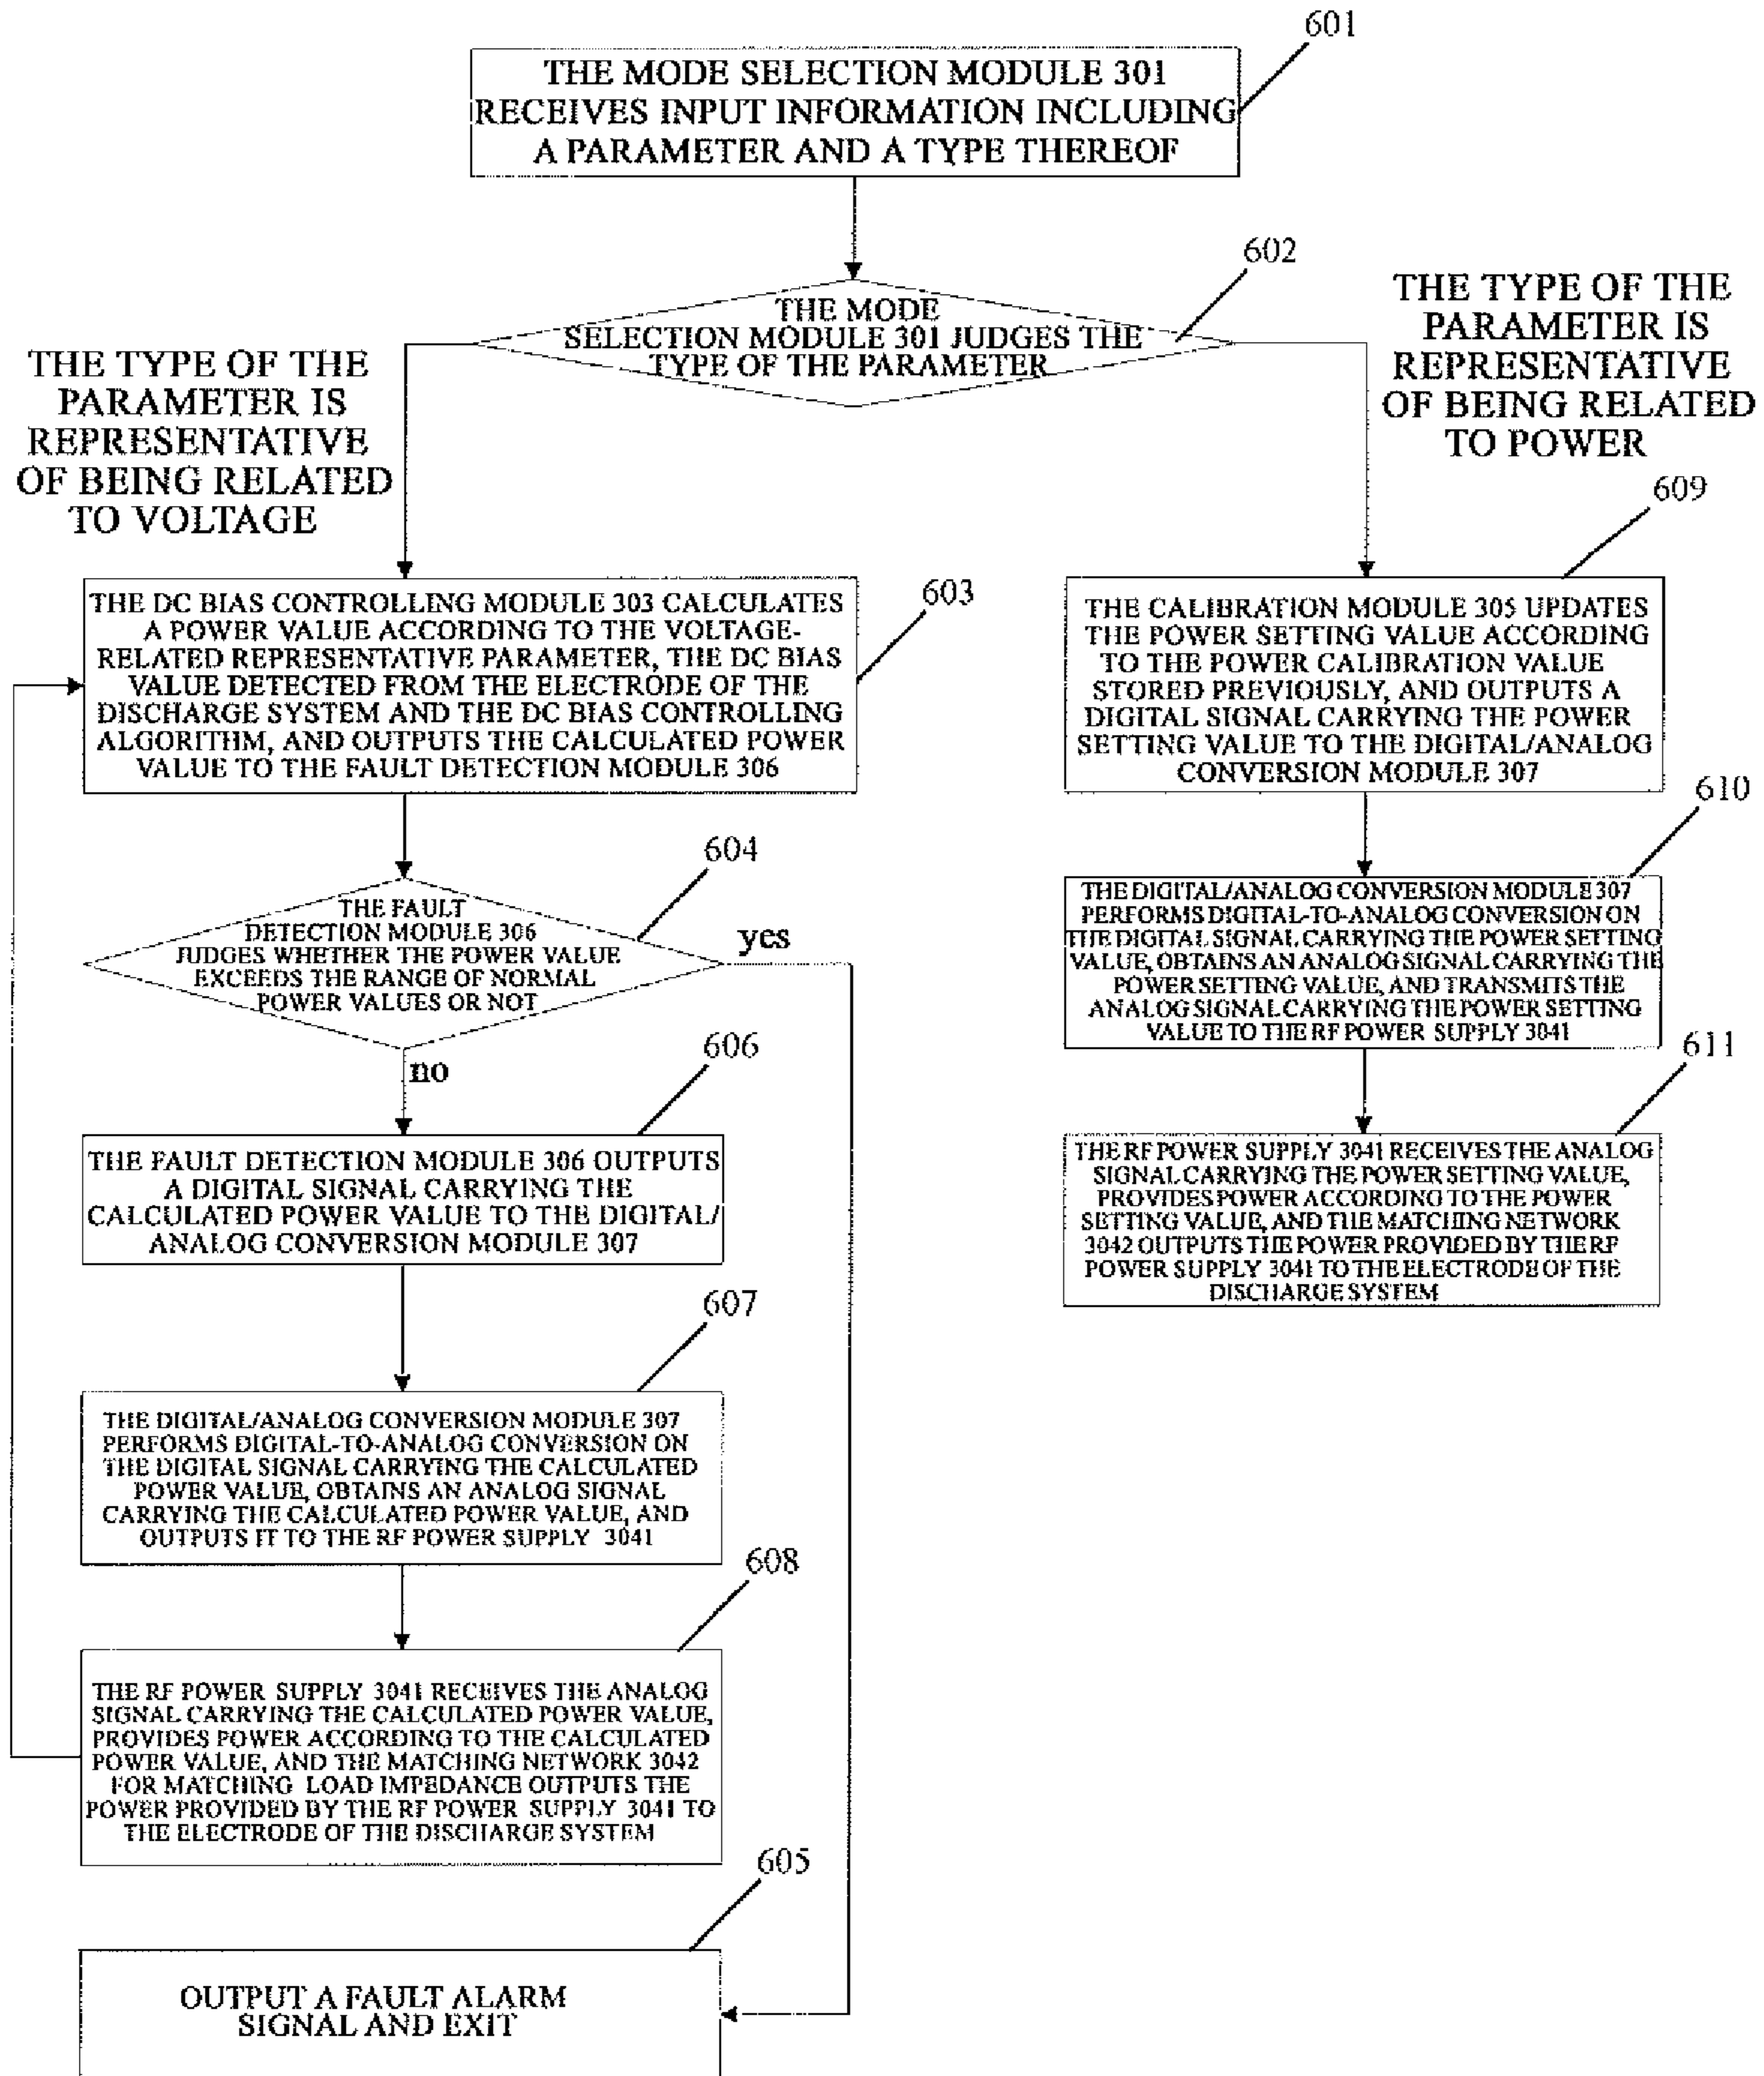 601
THE MODE SELECTION MODULE 301
RECEIVES INPUT INFORMATION INCLUDING
A PARAMETER AND A TYPE THEREOF
602
THE MODE
SELECTION MODULE 301 JUDGES THE
TYPE OF THE PARAMETER
THE TYPE OF THE
PARAMETER IS
REPRESENTATIVE
OF BEING RELATED
TO VOLTAGE
THE TYPE OF THE
PARAMETER IS
REPRESENTATIVE
OF BEING RELATED
TO POWER
603
THE DC BIAS CONTROLLING MODULE 303 CALCULATES
A POWER VALUE ACCORDING TO THE VOLTAGE-
RELATED REPRESENTATIVE PARAMETER, THE DC BIAS
VALUE DETECTED FROM THE ELECTRODE OF THE
DISCHARGE SYSTEM AND THE DC BIAS CONTROLLING
ALGORITHM, AND OUTPUTS THE CALCULATED POWER
VALUE TO THE FAULT DETECTION MODULE 306
604
THE FAULT
DETECTION MODULE 306
JUDGES WHETHER THE POWER VALUE
EXCEEDS THE RANGE OF NORMAL
POWER VALUES OR NOT
yes
no
606
THE FAULT DETECTION MODULE 306 OUTPUTS
A DIGITAL SIGNAL CARRYING THE
CALCULATED POWER VALUE TO THE DIGITAL/
ANALOG CONVERSION MODULE 307
607
THE DIGITAL/ANALOG CONVERSION MODULE 307
PERFORMS DIGITAL-TO-ANALOG CONVERSION ON
THE DIGITAL SIGNAL CARRYING THE CALCULATED
POWER VALUE, OBTAINS AN ANALOG SIGNAL
CARRYING THE CALCULATED POWER VALUE, AND
OUTPUTS IT TO THE RF POWER SUPPLY 3041
608
THE RF POWER SUPPLY 3041 RECEIVES THE ANALOG
SIGNAL CARRYING THE CALCULATED POWER VALUE,
PROVIDES POWER ACCORDING TO THE CALCULATED
POWER VALUE, AND THE MATCHING NETWORK 3042
FOR MATCHING LOAD IMPEDANCE OUTPUTS THE
POWER PROVIDED BY THE RF POWER SUPPLY 3041 TO
THE ELECTRODE OF THE DISCHARGE SYSTEM
605
OUTPUT A FAULT ALARM
SIGNAL AND EXIT
609
THE CALIBRATION MODULE 305 UPDATES
THE POWER SETTING VALUE ACCORDING
TO THE POWER CALIBRATION VALUE
STORED PREVIOUSLY, AND OUTPUTS A
DIGITAL SIGNAL CARRYING THE POWER
SETTING VALUE TO THE DIGITAL/ANALOG
CONVERSION MODULE 307
610
THE DIGITAL/ANALOG CONVERSION MODULE 307
PERFORMS DIGITAL-TO-ANALOG CONVERSION ON
THE DIGITAL SIGNAL CARRYING THE POWER SETTING
VALUE, OBTAINS AN ANALOG SIGNAL CARRYING THE
POWER SETTING VALUE, AND TRANSMITS THE
ANALOG SIGNAL CARRYING THE POWER SETTING
VALUE TO THE RF POWER SUPPLY 3041
611
THE RF POWER SUPPLY 3041 RECEIVES THE ANALOG
SIGNAL CARRYING THE POWER SETTING VALUE,
PROVIDES POWER ACCORDING TO THE POWER
SETTING VALUE, AND THE MATCHING NETWORK
3042 OUTPUTS THE POWER PROVIDED BY THE RF
POWER SUPPLY 3041 TO THE ELECTRODE OF THE
DISCHARGE SYSTEM